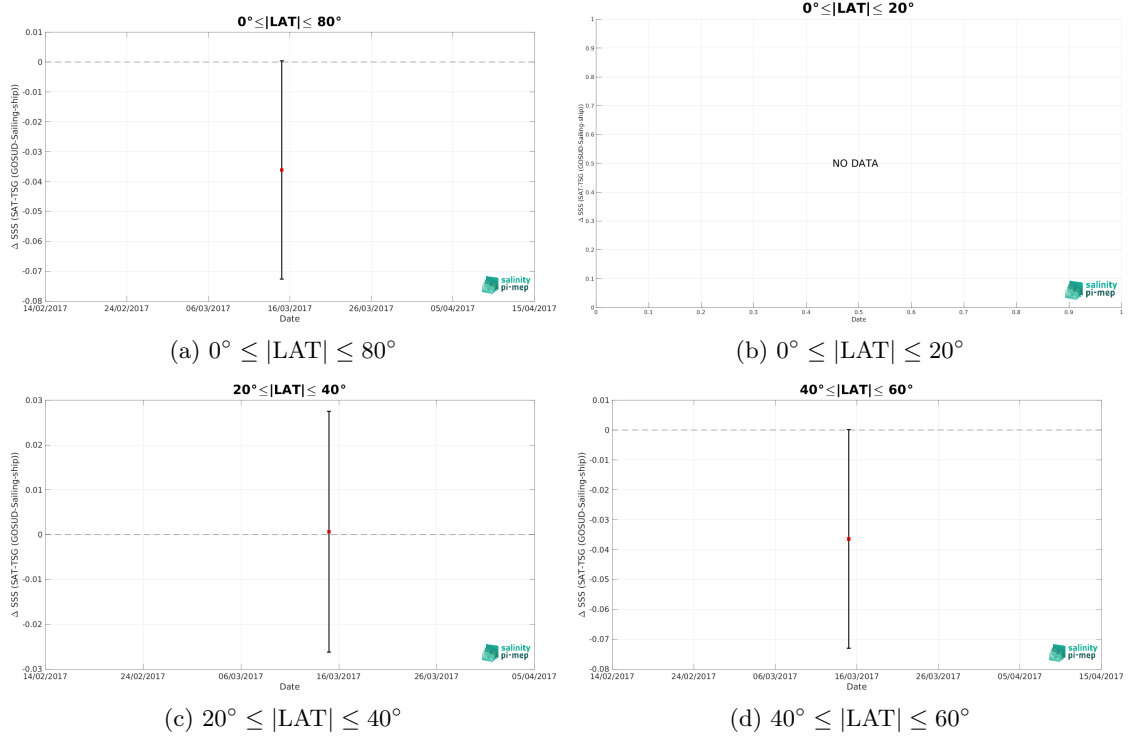 0°≤|LAT|≤ 80°
Δ SSS (SAT-TSG (GOSUD-Sailing-ship))
0.01
0
-0.01
-0.02
-0.03
-0.04
-0.05
-0.06
-0.07
-0.08
14/02/2017 24/02/2017 06/03/2017 16/03/2017 26/03/2017 05/04/2017 15/04/2017
Date
salinity
pi-mep
(a) 0° ≤ |LAT| ≤ 80°
0°≤|LAT|≤ 20°
Δ SSS (SAT-TSG (GOSUD-Sailing-ship))
1
0.9
0.8
0.7
0.6
0.5
0.4
0.3
0.2
0.1
0
NO DATA
0 0.1 0.2 0.3 0.4 0.5 0.6 0.7 0.8 0.9 1
Date
salinity
pi-mep
(b) 0° ≤ |LAT| ≤ 20°
20°≤|LAT|≤ 40°
Δ SSS (SAT-TSG (GOSUD-Sailing-ship))
0.03
0.02
0.01
0
-0.01
-0.02
-0.03
14/02/2017 24/02/2017 06/03/2017 16/03/2017 26/03/2017 05/04/2017
Date
salinity
pi-mep
(c) 20° ≤ |LAT| ≤ 40°
40°≤|LAT|≤ 60°
Δ SSS (SAT-TSG (GOSUD-Sailing-ship))
0.01
0
-0.01
-0.02
-0.03
-0.04
-0.05
-0.06
-0.07
-0.08
14/02/2017 24/02/2017 06/03/2017 16/03/2017 26/03/2017 05/04/2017 15/04/2017
Date
salinity
pi-mep
(d) 40° ≤ |LAT| ≤ 60°